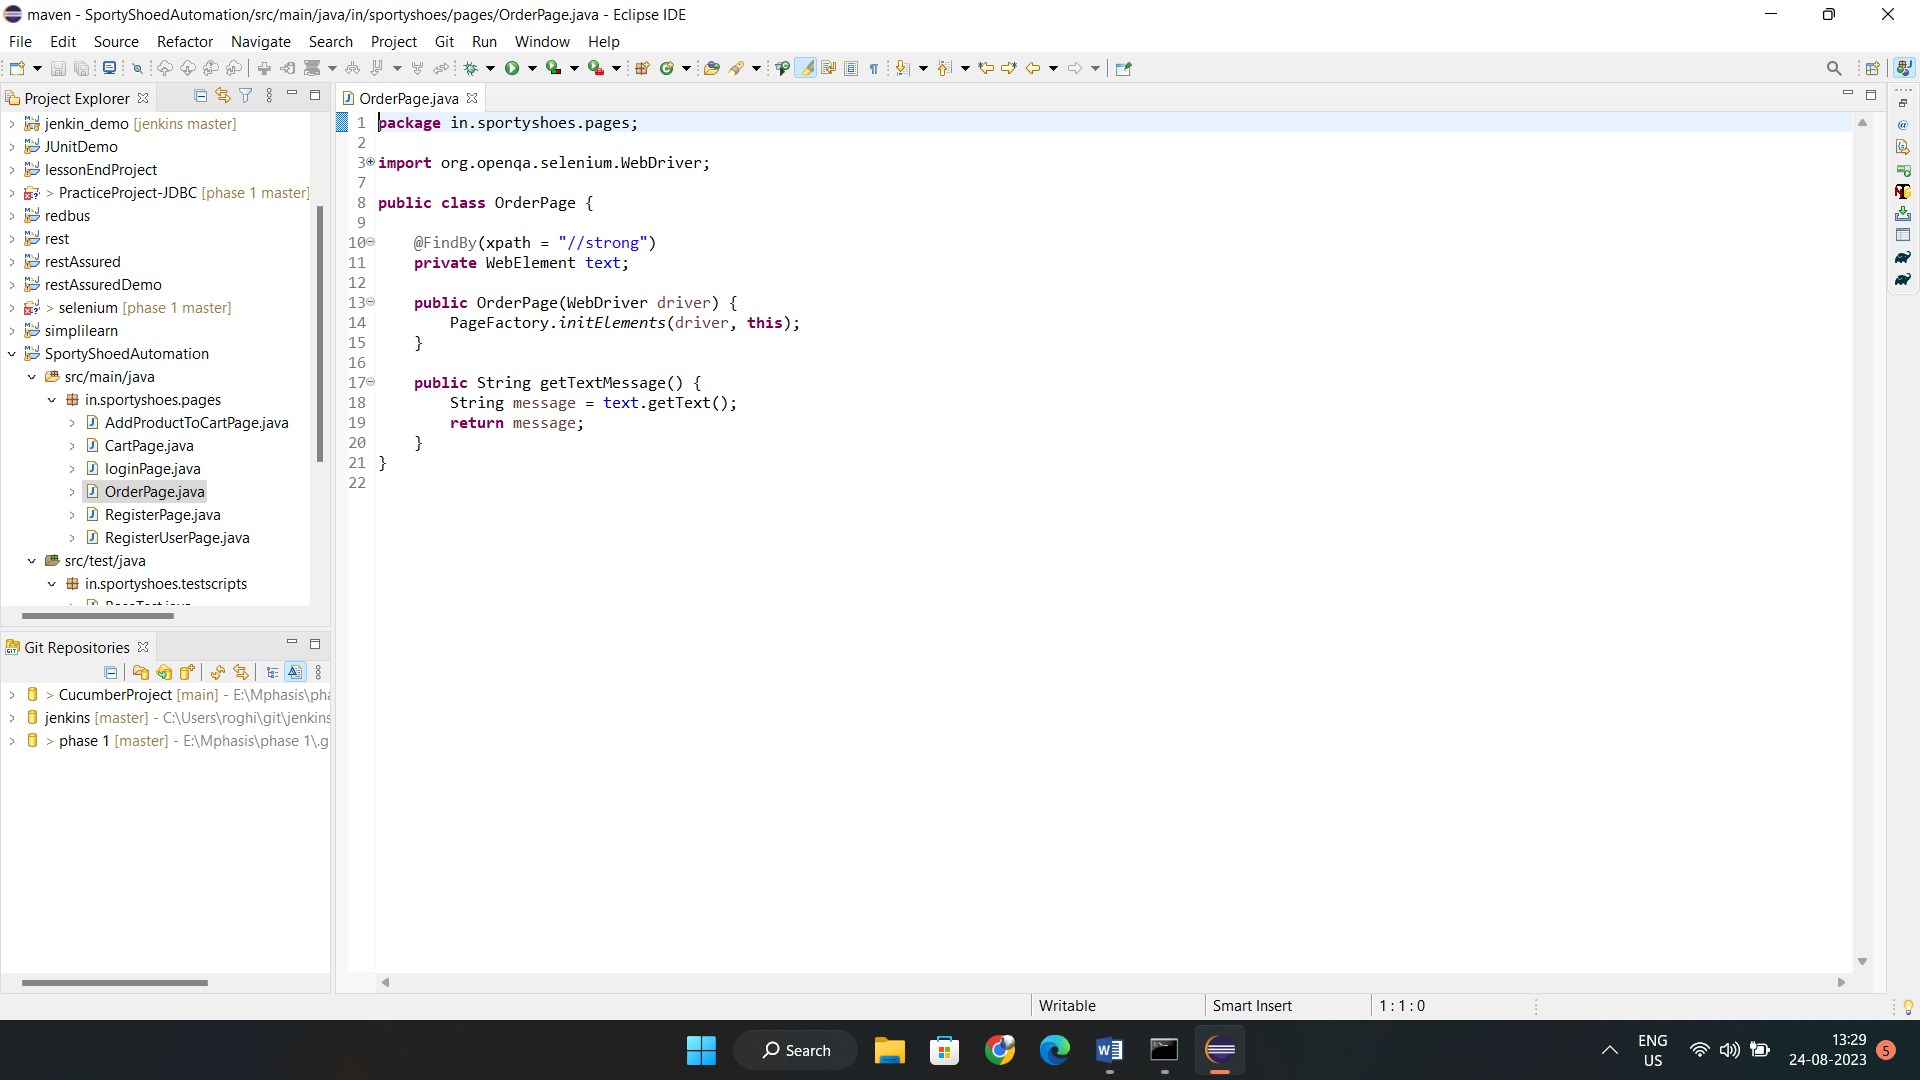 maven - SportyShoedAutomation/src/main/java/in/sportyshoes/pages/OrderPage.java - Eclipse IDE
File Edit Source Refactor Navigate Search Project Git Run Window Help
Project Explorer
jenkin_demo [jenkins master]
JUnitDemo
lessonEndProject
> PracticeProject-JDBC [phase 1 master]
redbus
rest
restAssured
restAssuredDemo
> selenium [phase 1 master]
simplilearn
SportyShoedAutomation
src/main/java
in.sportyshoes.pages
AddProductToCartPage.java
CartPage.java
loginPage.java
OrderPage.java
RegisterPage.java
RegisterUserPage.java
src/test/java
in.sportyshoes.testscripts
Git Repositories
> CucumberProject [main] - E:\Mphasis\pha
jenkins [master] - C:\Users\roghi\git\jenkins
> phase 1 [master] - E:\Mphasis\phase 1\.g
OrderPage.java
1 package in.sportyshoes.pages;
2
3 import org.openqa.selenium.WebDriver;
7
8 public class OrderPage {
9
10 @FindBy(xpath = "//strong")
11 private WebElement text;
12
13 public OrderPage(WebDriver driver) {
14 PageFactory.initElements(driver, this);
15 }
16
17 public String getTextMessage() {
18 String message = text.getText();
19 return message;
20 }
21 }
22
Writable Smart Insert 1 : 1 : 0
Search
ENG
US
13:29
24-08-2023
5